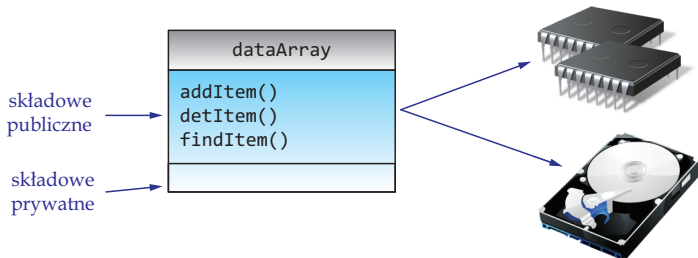 dataArray
składowe
publiczne
addItem()
detItem()
findItem()
składowe
prywatne